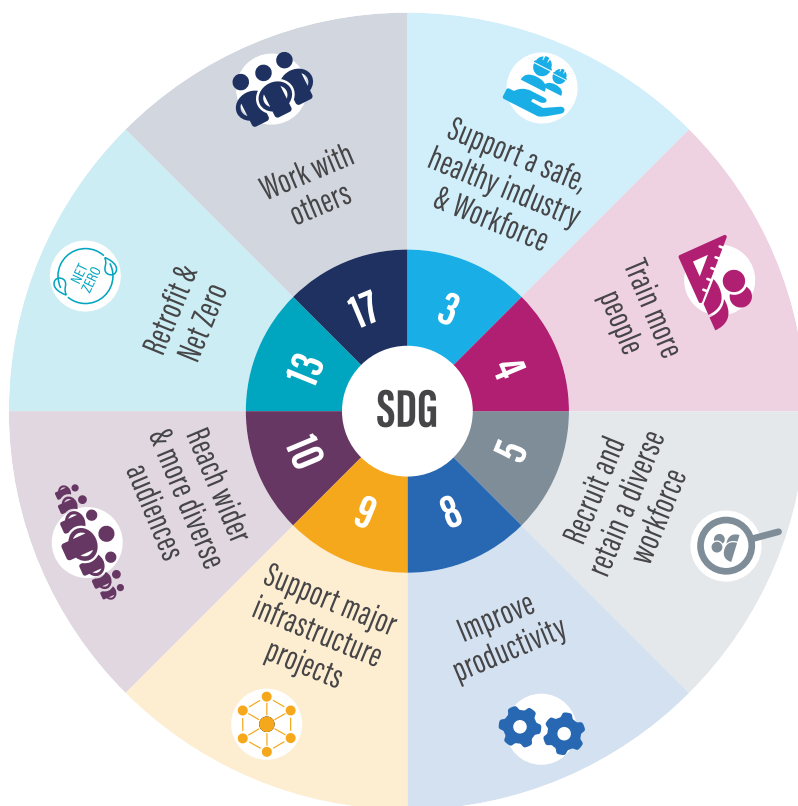 SDG
3
Support a safe,
healthy industry
& Workforce
4
Train more
people
5
Recruit and
retain a diverse
workforce
8
Improve
productivity
9
Support major
infrastructure
projects
10
Reach wider
& more diverse
audiences
13
Retrofit &
Net Zero
NET
ZERO
17
Work with
others